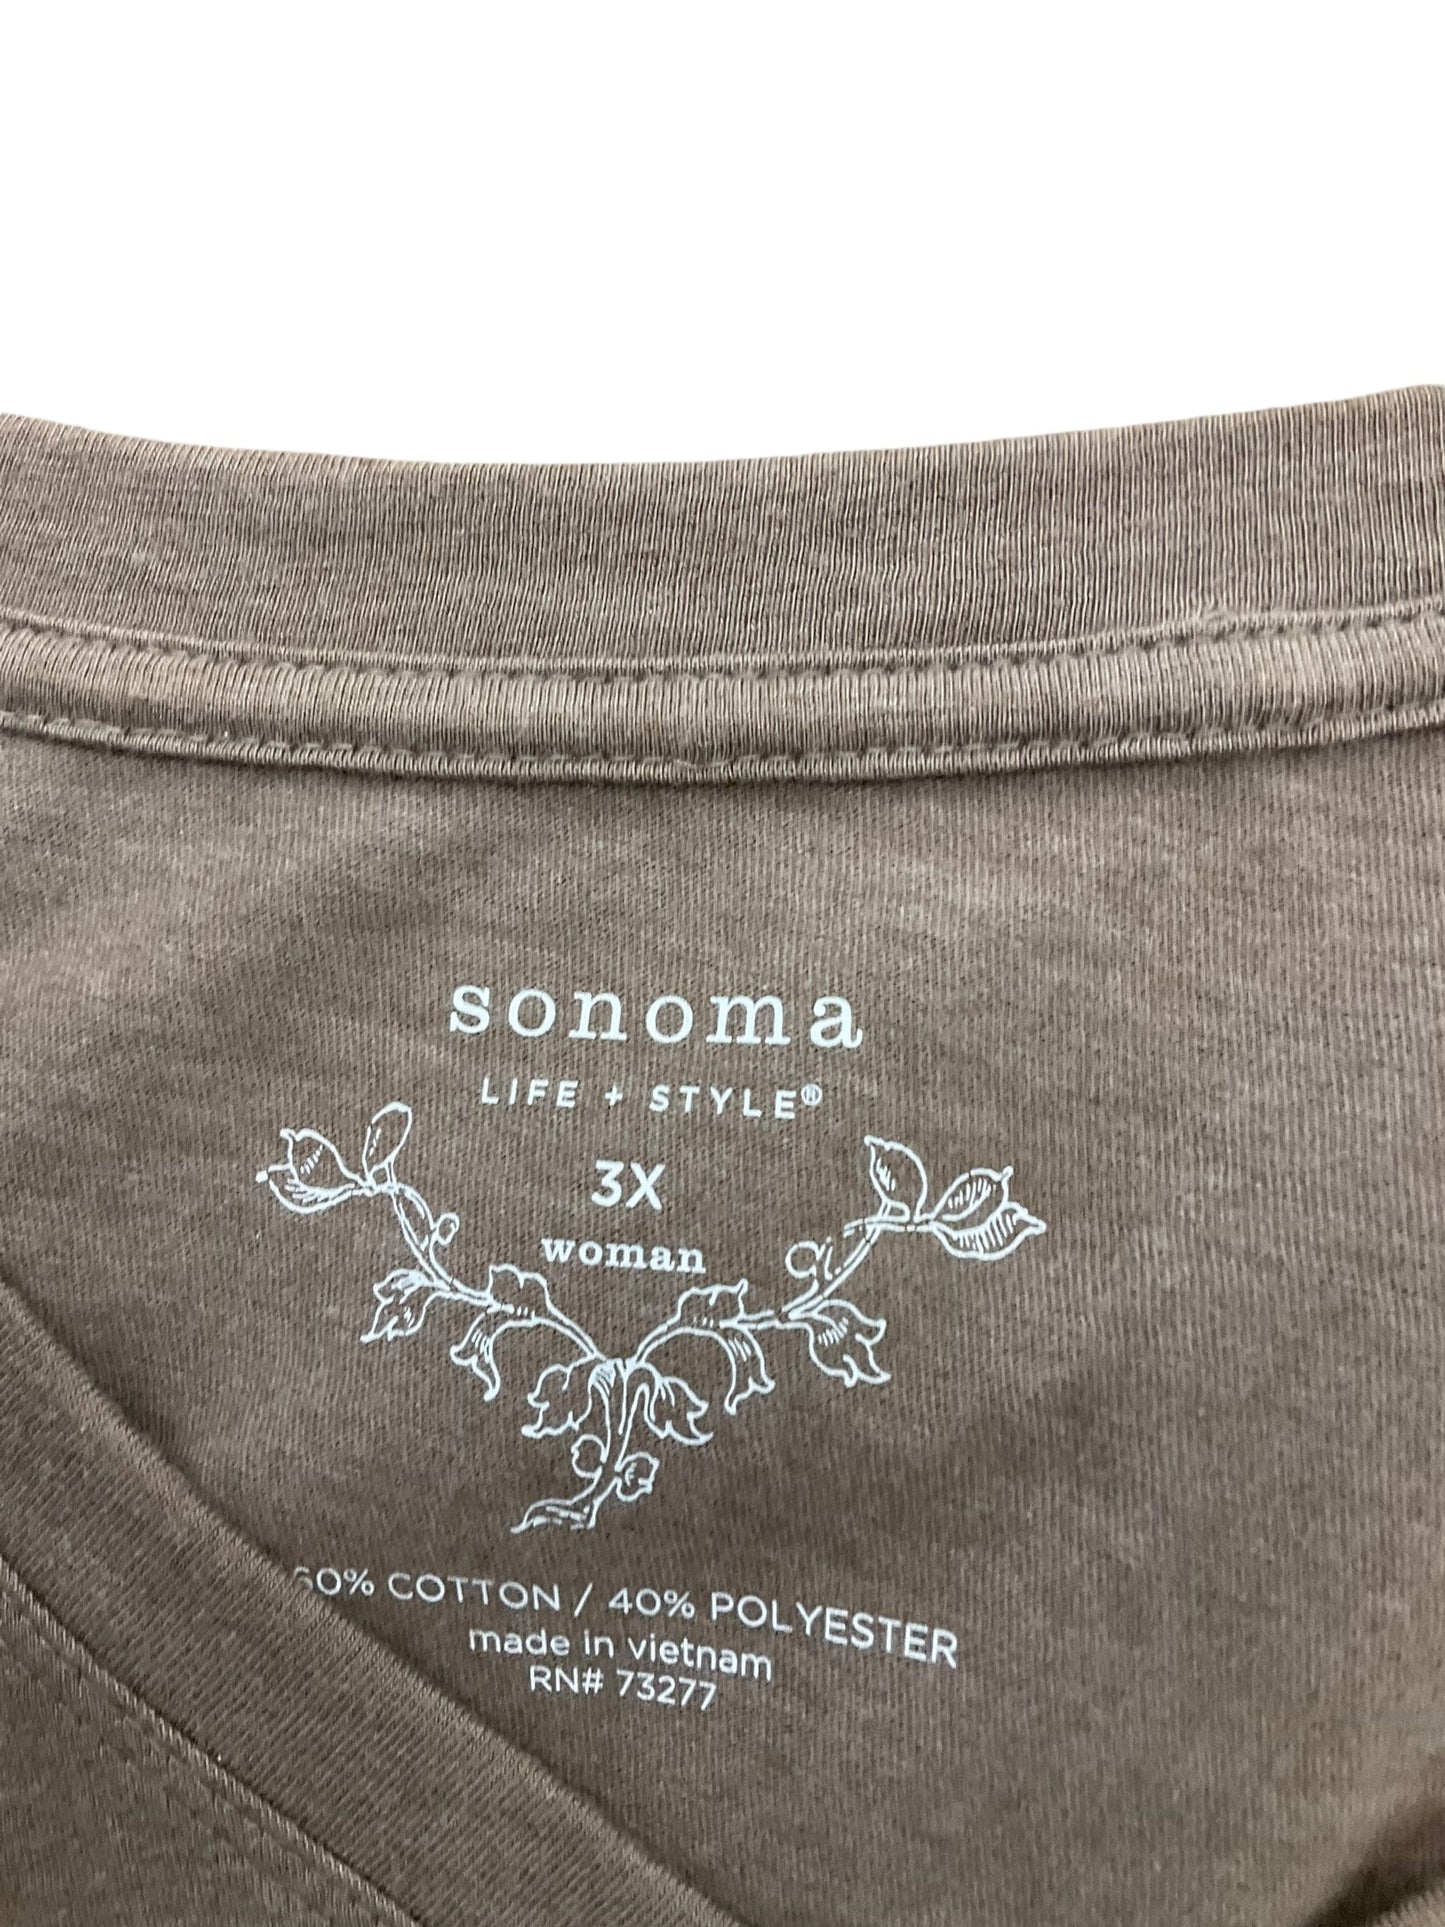 sonoma
LIFE + STYLE®
3X
woman
60% COTTON / 40% POLYESTER
made in vietnam
RN# 73277